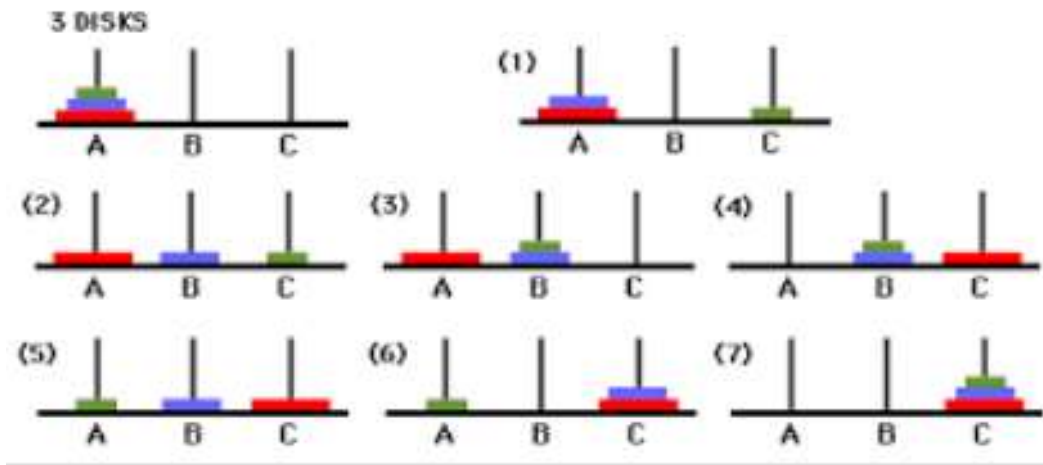 3 DISKS
A B C
(1)
A B C
(2)
A B C
(3)
A B C
(4)
A B C
(5)
A B C
(6)
A B C
(7)
A B C